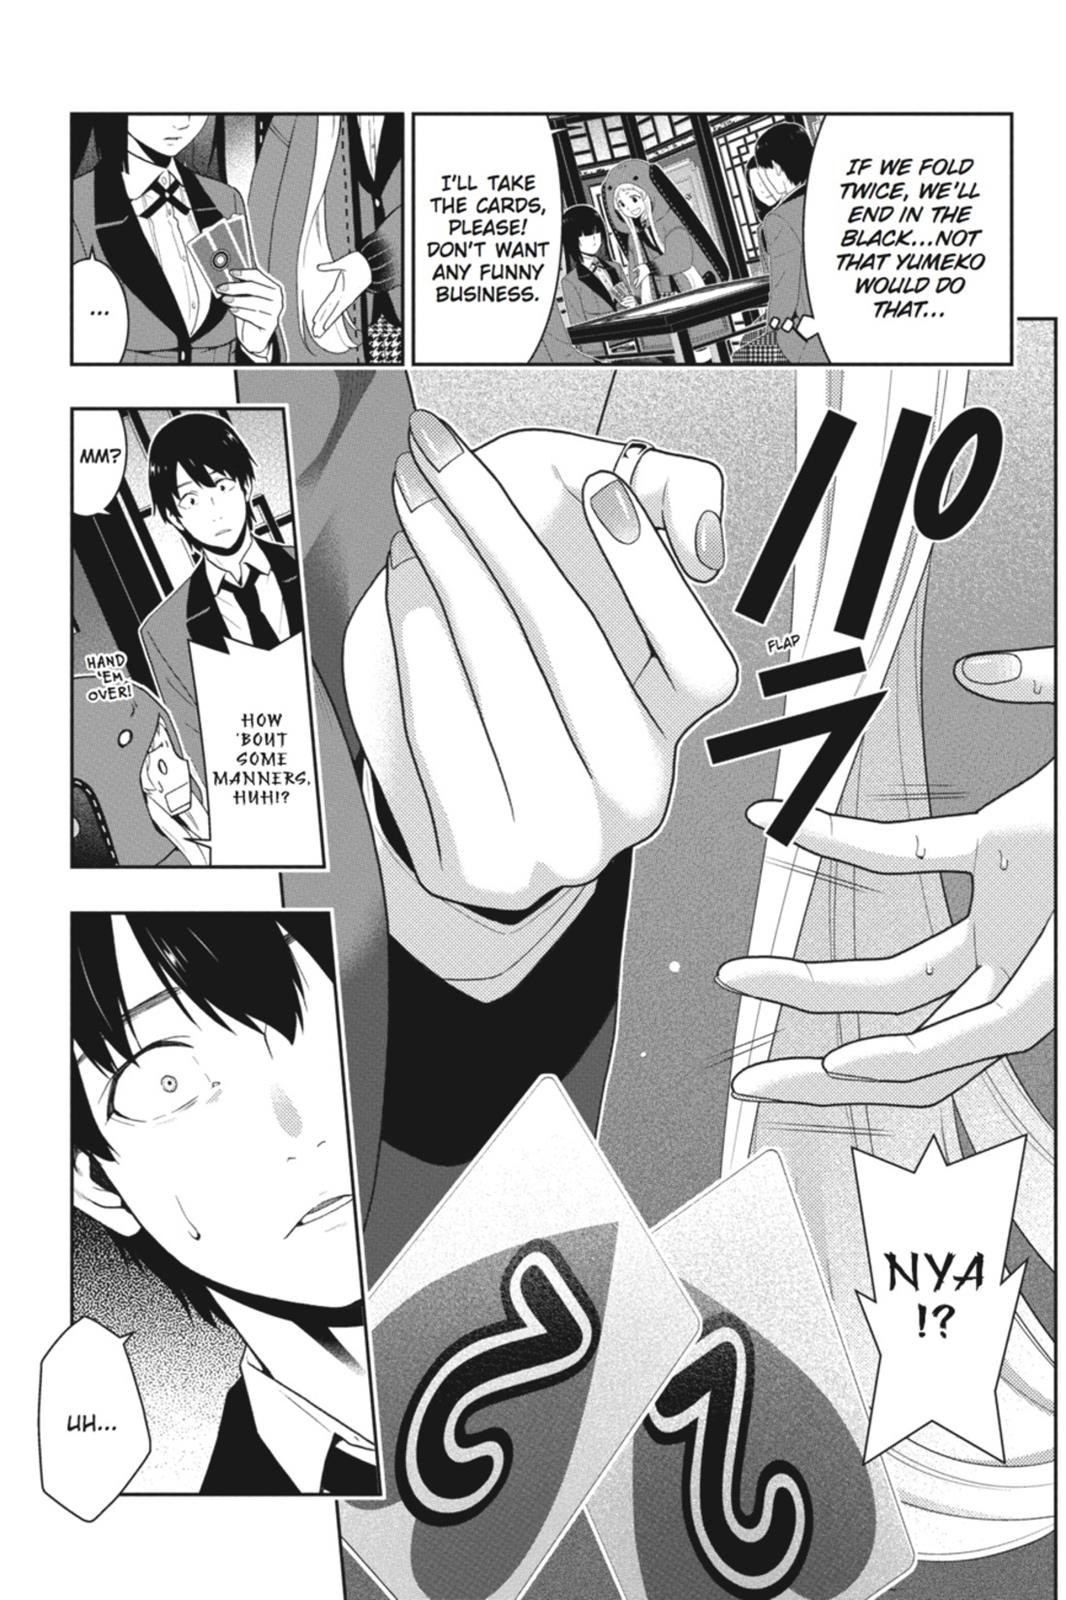 IF WE FOLD
TWICE, WE'LL
END IN THE
BLACK...NOT
THAT YUMEKO
WOULD DO
THAT...
I'LL TAKE
THE CARDS,
PLEASE!
DON'T WANT
ANY FUNNY
BUSINESS.
...
パラ
FLAP
NYA
!?
MM?
HAND
'EM
OVER!
HOW
'BOUT
SOME
MANNERS,
HUH!?
UH...